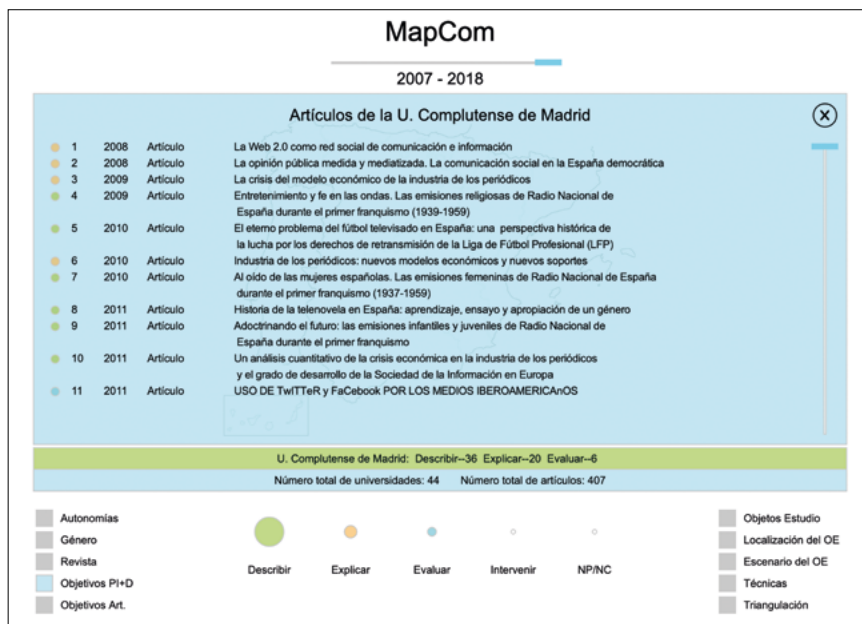 MapCom
2007 - 2018
Artículos de la U. Complutense de Madrid
X
1 2008 Artículo La Web 2.0 como red social de comunicación e información
2 2008 Artículo La opinión pública medida y mediatizada. La comunicación social en la España democrática
3 2009 Artículo La crisis del modelo económico de la industria de los periódicos
4 2009 Artículo Entretenimiento y fe en las ondas. Las emisiones religiosas de Radio Nacional de
España durante el primer franquismo (1939-1959)
5 2010 Artículo El eterno problema del fútbol televisado en España: una perspectiva histórica de
la lucha por los derechos de retransmisión de la Liga de Fútbol Profesional (LFP)
6 2010 Artículo Industria de los periódicos: nuevos modelos económicos y nuevos soportes
7 2010 Artículo Al oído de las mujeres españolas. Las emisiones femeninas de Radio Nacional de España
durante el primer franquismo (1937-1959)
8 2011 Artículo Historia de la telenovela en España: aprendizaje, ensayo y apropiación de un género
9 2011 Artículo Adoctrinando el futuro: las emisiones infantiles y juveniles de Radio Nacional de
España durante el primer franquismo
10 2011 Artículo Un análisis cuantitativo de la crisis económica en la industria de los periódicos
y el grado de desarrollo de la Sociedad de la Información en Europa
11 2011 Artículo USO DE TwITTeR y FaCebook POR LOS MEDIOS IBEROAMERICAnOS
U. Complutense de Madrid: Describir--36 Explicar--20 Evaluar--6
Número total de universidades: 44 Número total de artículos: 407
Autonomías
Género
Revista
Objetivos PI+D
Objetivos Art.
Describir Explicar Evaluar Intervenir NP/NC
Objetos Estudio
Localización del OE
Escenario del OE
Técnicas
Triangulación